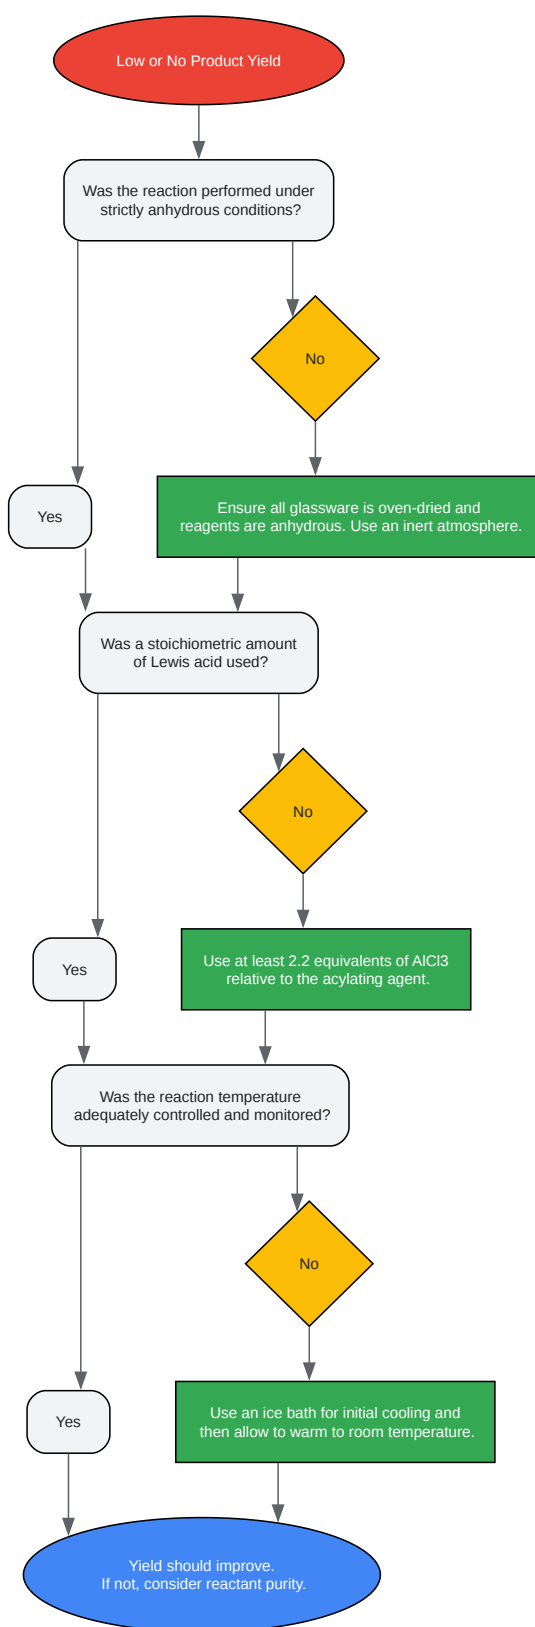 Low or No Product Yield
Was the reaction performed under
strictly anhydrous conditions?
No
Yes
Ensure all glassware is oven-dried and
reagents are anhydrous. Use an inert atmosphere.
Was a stoichiometric amount
of Lewis acid used?
No
Yes
Use at least 2.2 equivalents of AlCl3
relative to the acylating agent.
Was the reaction temperature
adequately controlled and monitored?
No
Yes
Use an ice bath for initial cooling and
then allow to warm to room temperature.
Yield should improve.
If not, consider reactant purity.